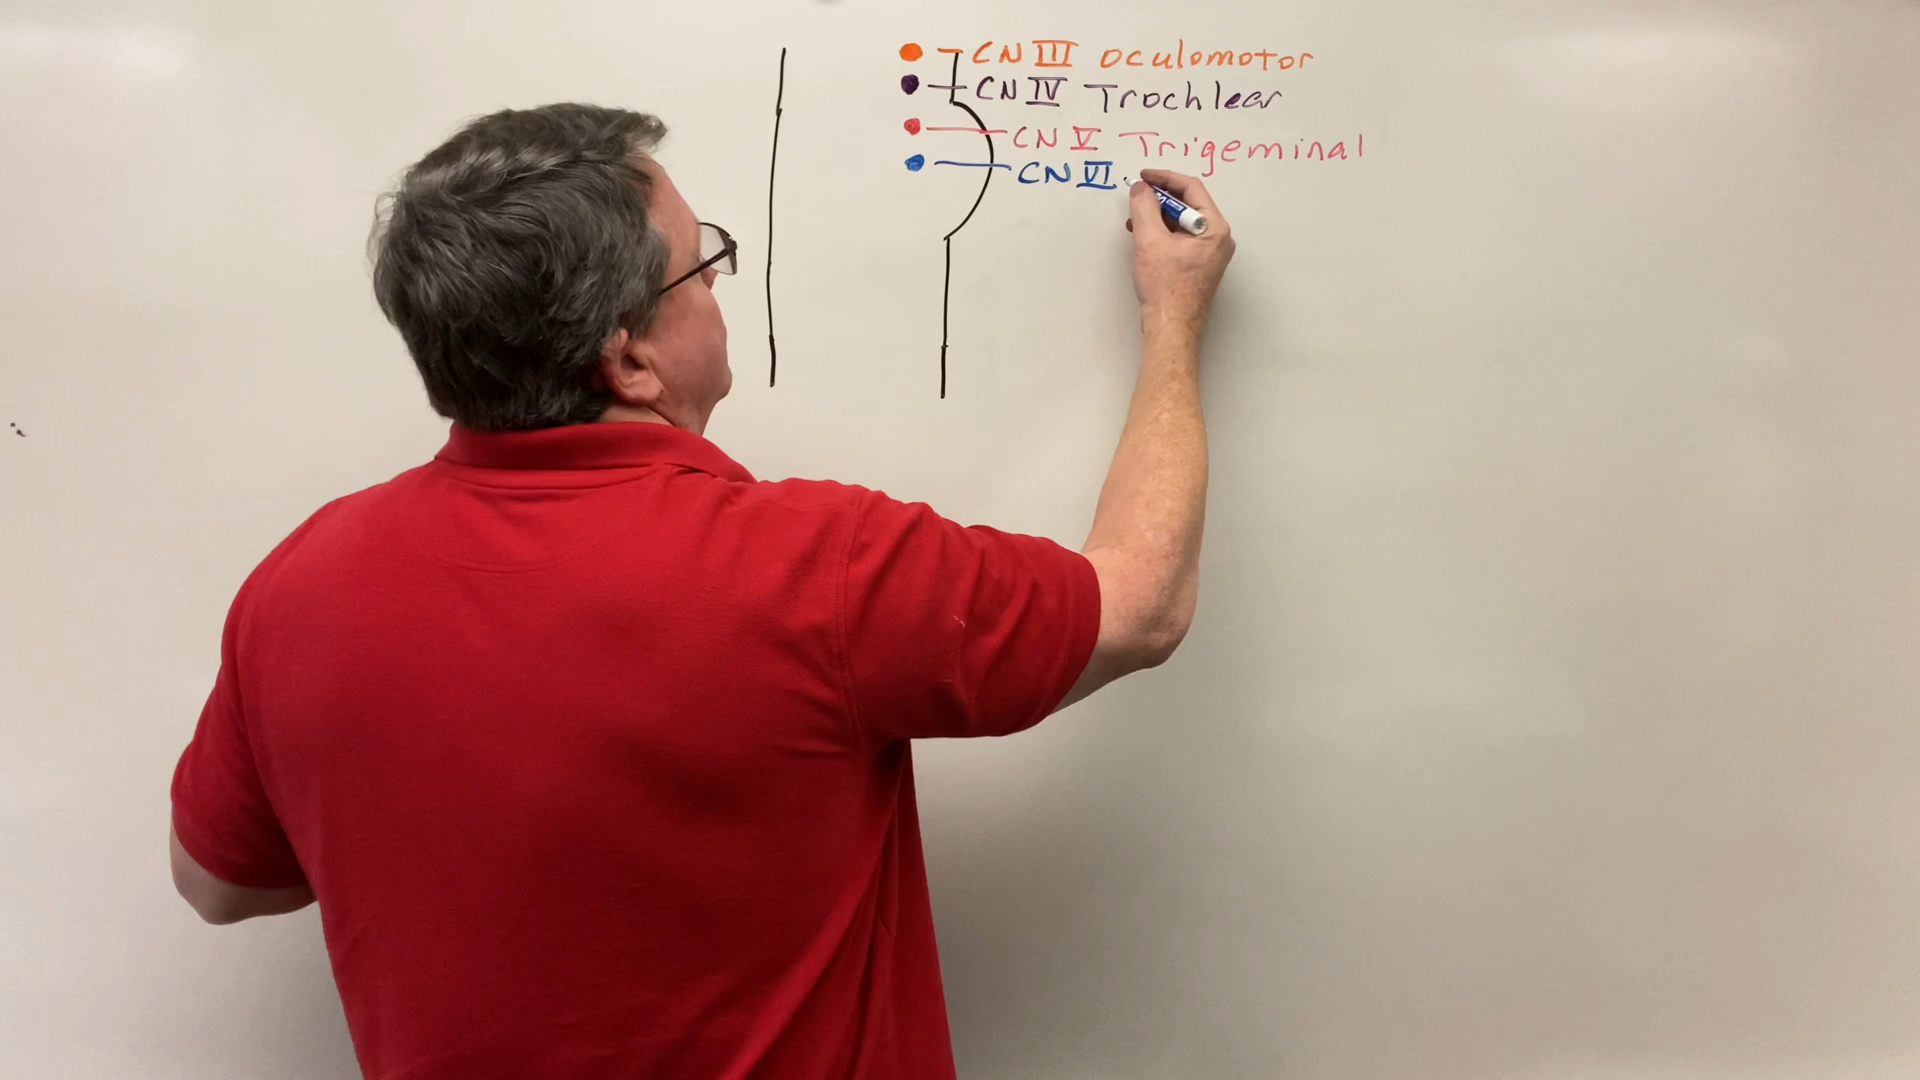 CN III oculomotor
CN IV Trochlear
CN V Trigeminal
CN VI